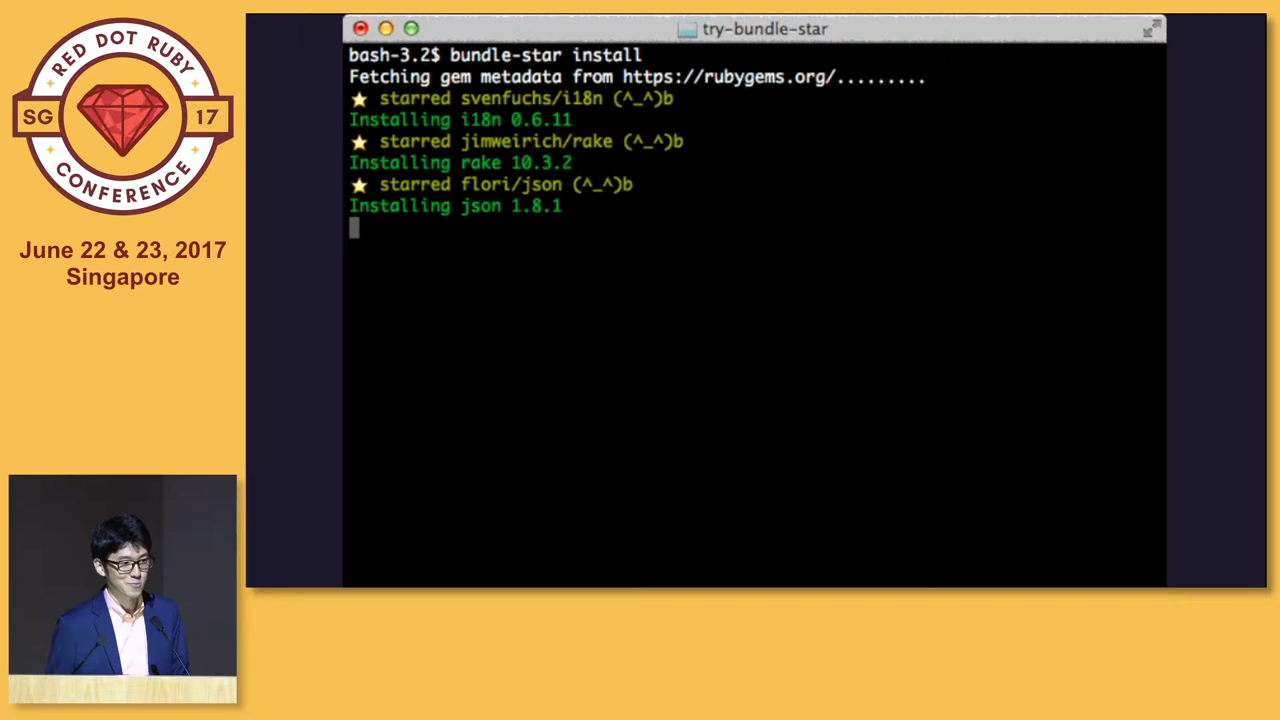 RED DOT RUBY
SG 17
CONFERENCE
June 22 & 23, 2017
Singapore
try-bundle-star
bash-3.2$ bundle-star install
Fetching gem metadata from https://rubygems.org/.........
⭐ starred svenfuchs/i18n (^_^)b
Installing i18n 0.6.11
⭐ starred jimweirich/rake (^_^)b
Installing rake 10.3.2
⭐ starred flori/json (^_^)b
Installing json 1.8.1